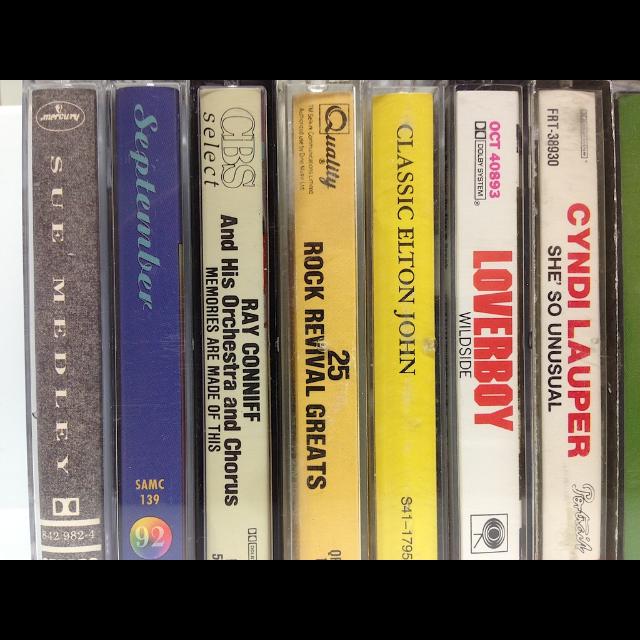 mercury
SUE MEDLEY
842 982-4
September
SAMC
139
92
CBS
select
RAY CONNIFF
And His Orchestra and Chorus
MEMORIES ARE MADE OF THIS
Quality
25
ROCK REVIVAL GREATS
CLASSIC ELTON JOHN
S41-1795
OCT 40893
DOLBY SYSTEM
LOVERBOY
WILDSIDE
FRT-38930
CYNDI LAUPER
SHE' SO UNUSUAL
Portrait